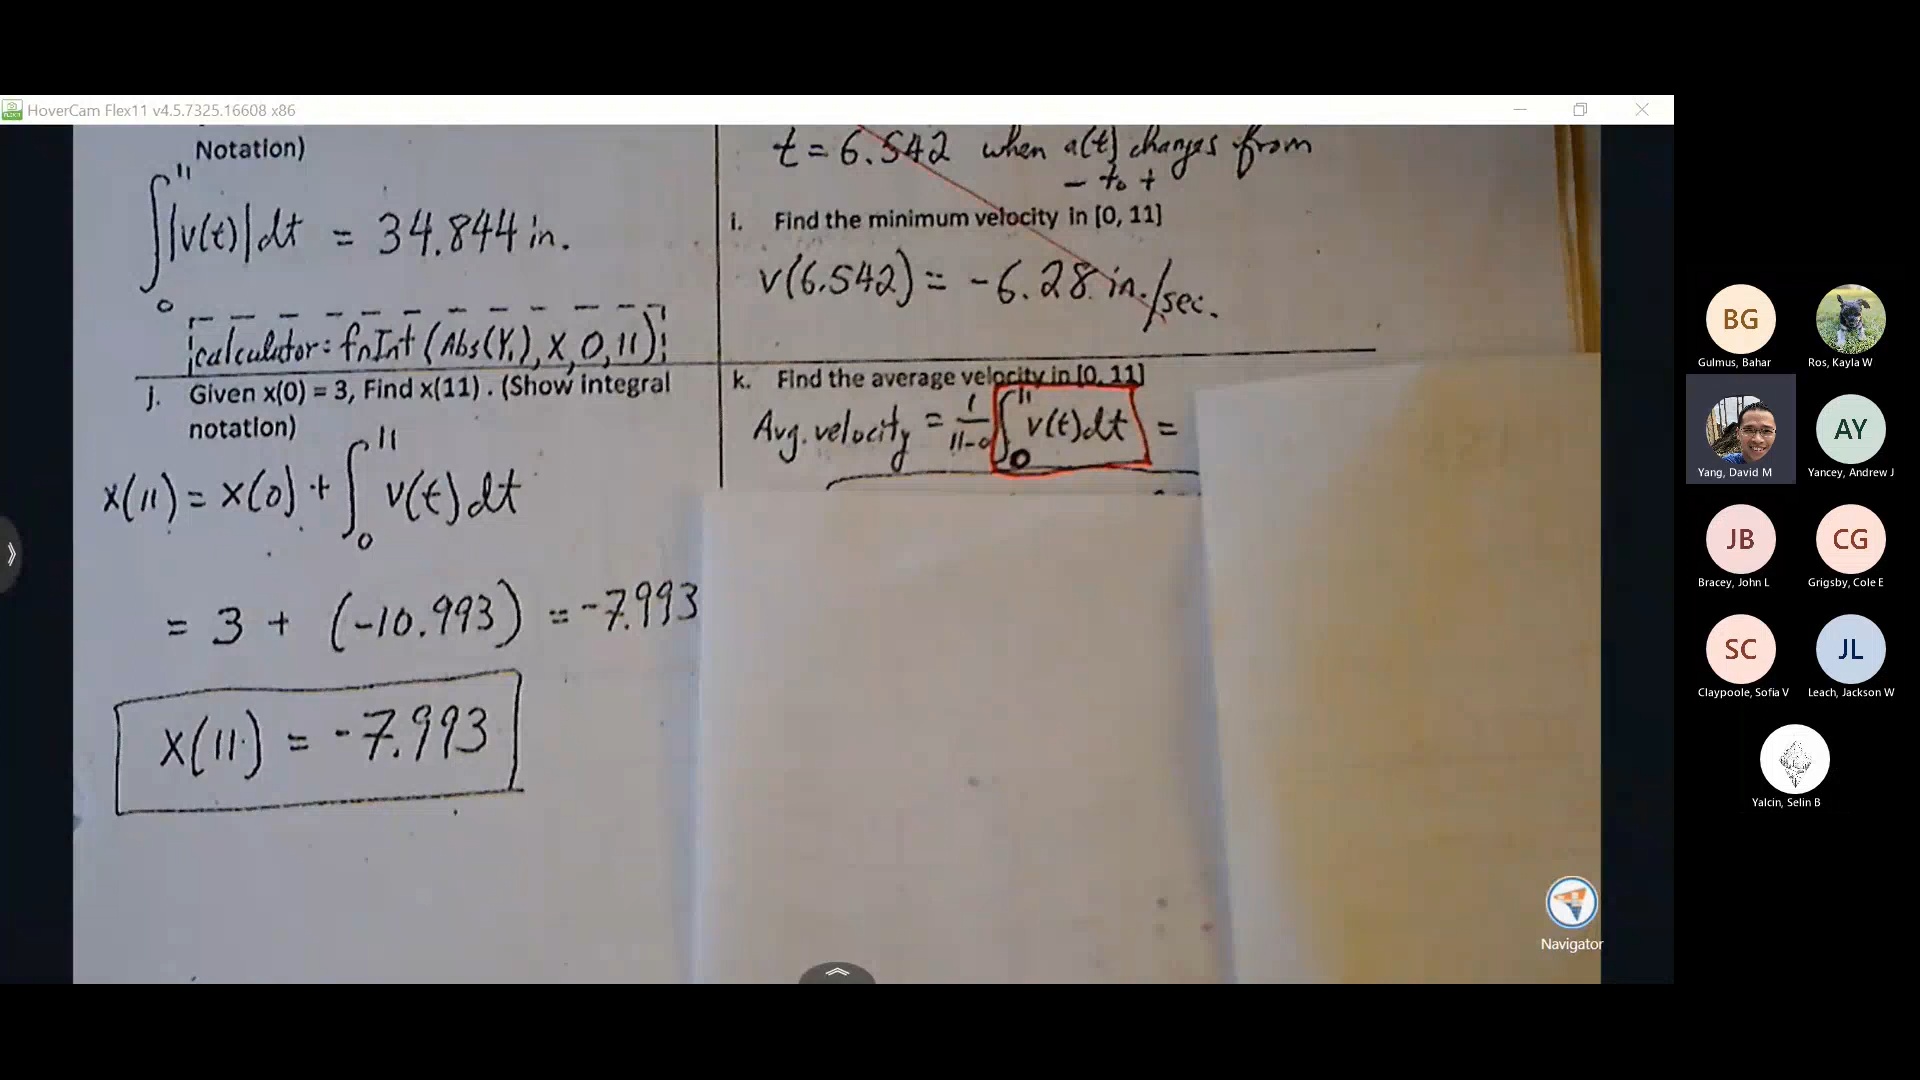 HoverCam Flex11 v4.5.7325.16608 x86
Notation)
∫₀¹¹ |v(t)| dt = 34.844 in.
calculator: fnInt (Abs(Y₁), X, 0, 11)
t = 6.542 when a(t) changes from
- to +
i. Find the minimum velocity in [0, 11]
v(6.542) = -6.28 in./sec.
j. Given x(0) = 3, Find x(11) . (Show integral
notation)
x(11) = x(0) + ∫₀¹¹ v(t) dt
= 3 + (-10.993) = -7.993
x(11) = -7.993
k. Find the average velocity in [0, 11]
Avg. velocity = 1/(11-0) ∫₀¹¹ v(t) dt =
Navigator
BG
Gulmus, Bahar
Ros, Kayla W
Yang, David M
AY
Yancey, Andrew J
JB
Bracey, John L
CG
Grigsby, Cole E
SC
Claypoole, Sofia V
JL
Leach, Jackson W
Yalcin, Selin B